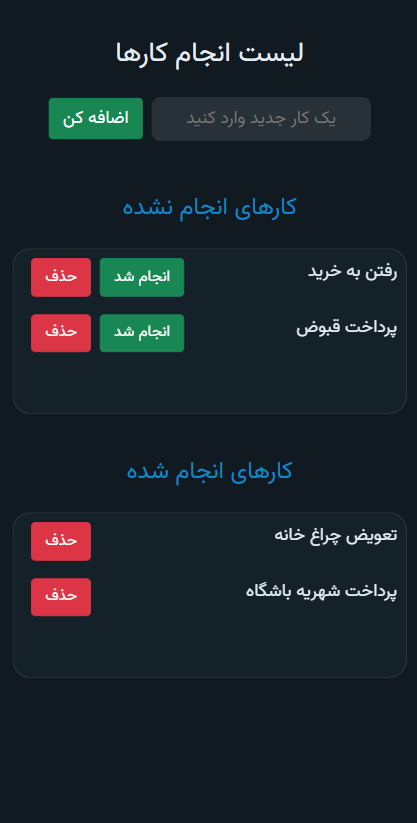 لیست انجام کارها
یک کار جدید وارد کنید اضافه کن
کارهای انجام نشده
رفتن به خرید انجام شد حذف
پرداخت قبوض انجام شد حذف
کارهای انجام شده
تعویض چراغ خانه حذف
پرداخت شهریه باشگاه حذف